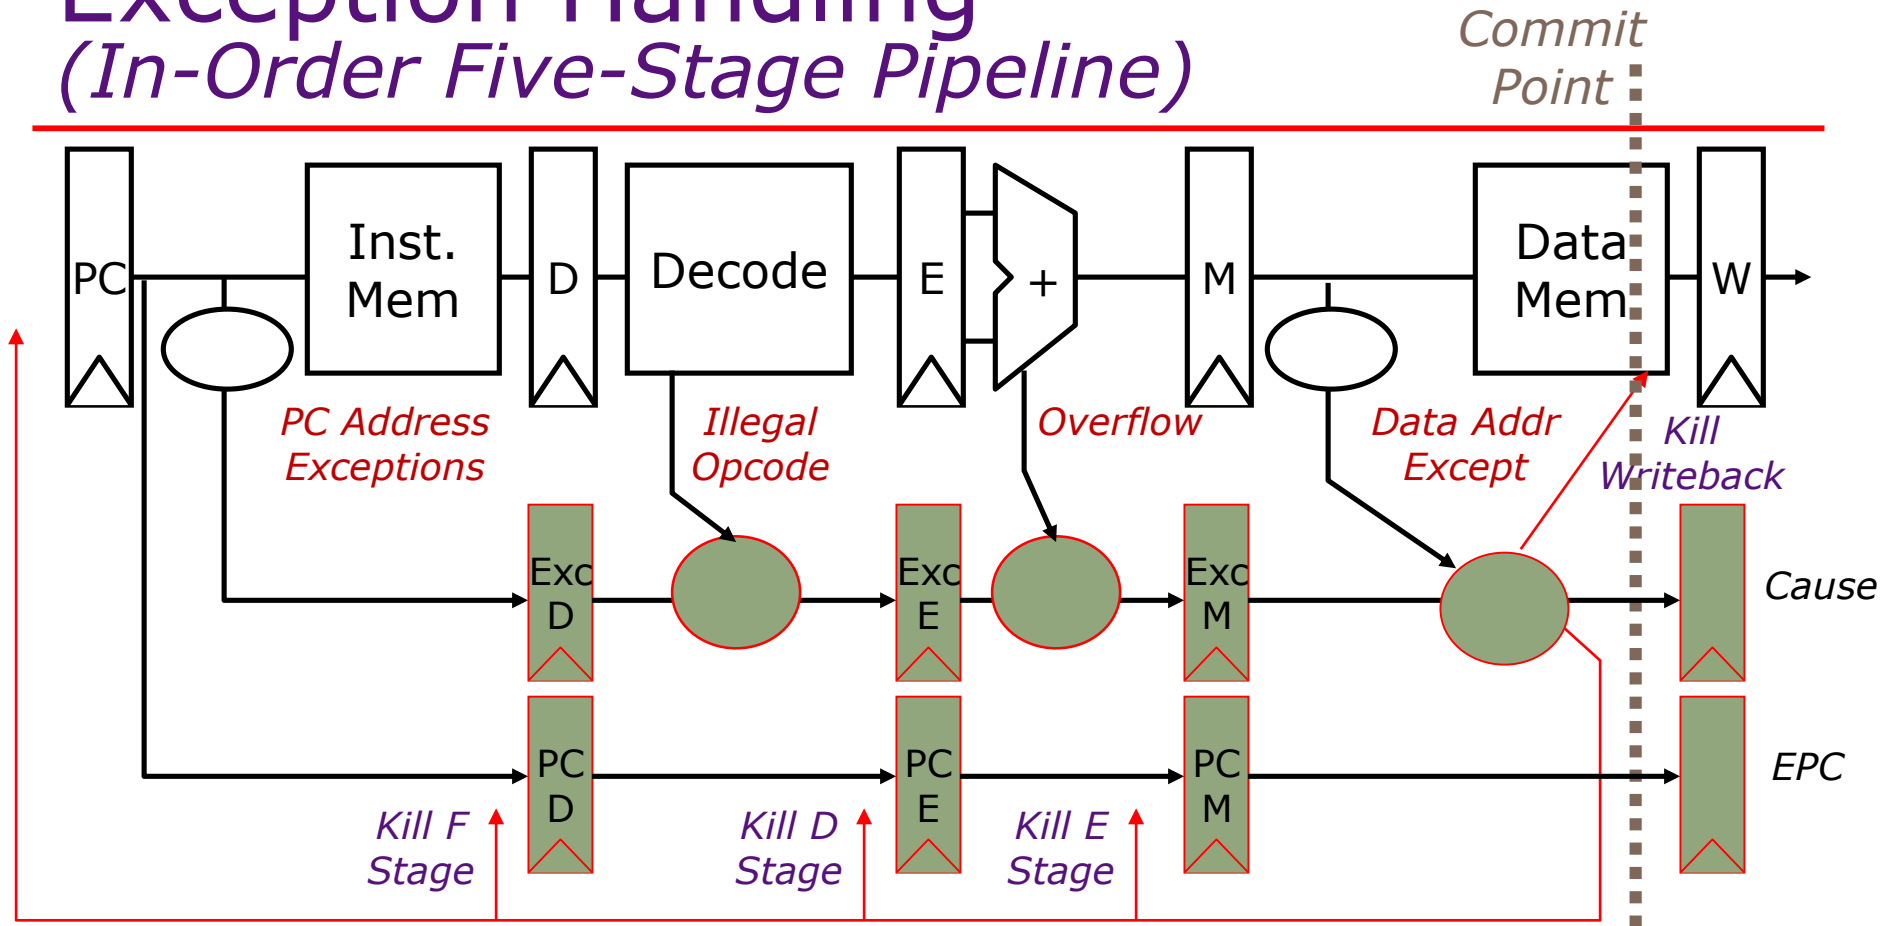 Exception Handling
(In-Order Five-Stage Pipeline)
Commit
Point
PC
Inst.
Mem
D
Decode
E
+
M
Data
Mem
W
PC Address
Exceptions
Illegal
Opcode
Overflow
Data Addr
Except
Kill
Writeback
Exc
D
Exc
E
Exc
M
Cause
PC
D
PC
E
PC
M
EPC
Kill F
Stage
Kill D
Stage
Kill E
Stage